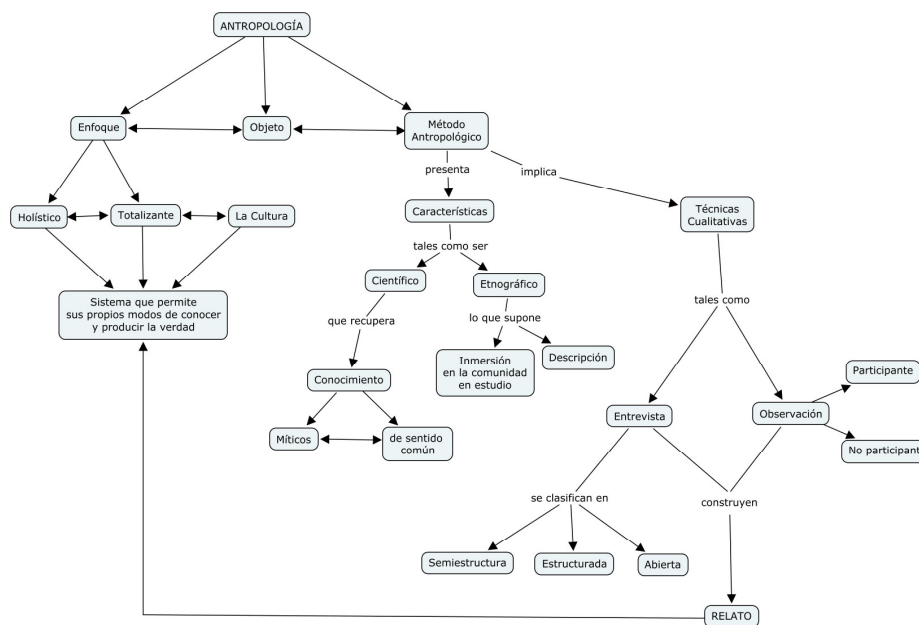 ANTROPOLOGÍA
Enfoque
Objeto
Método
Antropológico
presenta
implica
Holístico
Totalizante
La Cultura
Características
Técnicas
Cualitativas
tales como ser
Científico
Etnográfico
Sistema que permite
sus propios modos de conocer
y producir la verdad
tales como
que recupera
lo que supone
Inmersión
en la comunidad
en estudio
Descripción
Participante
Conocimiento
Entrevista
Observación
Míticos
de sentido
común
No participant
se clasifican en
construyen
Semiestructura
Estructurada
Abierta
RELATO